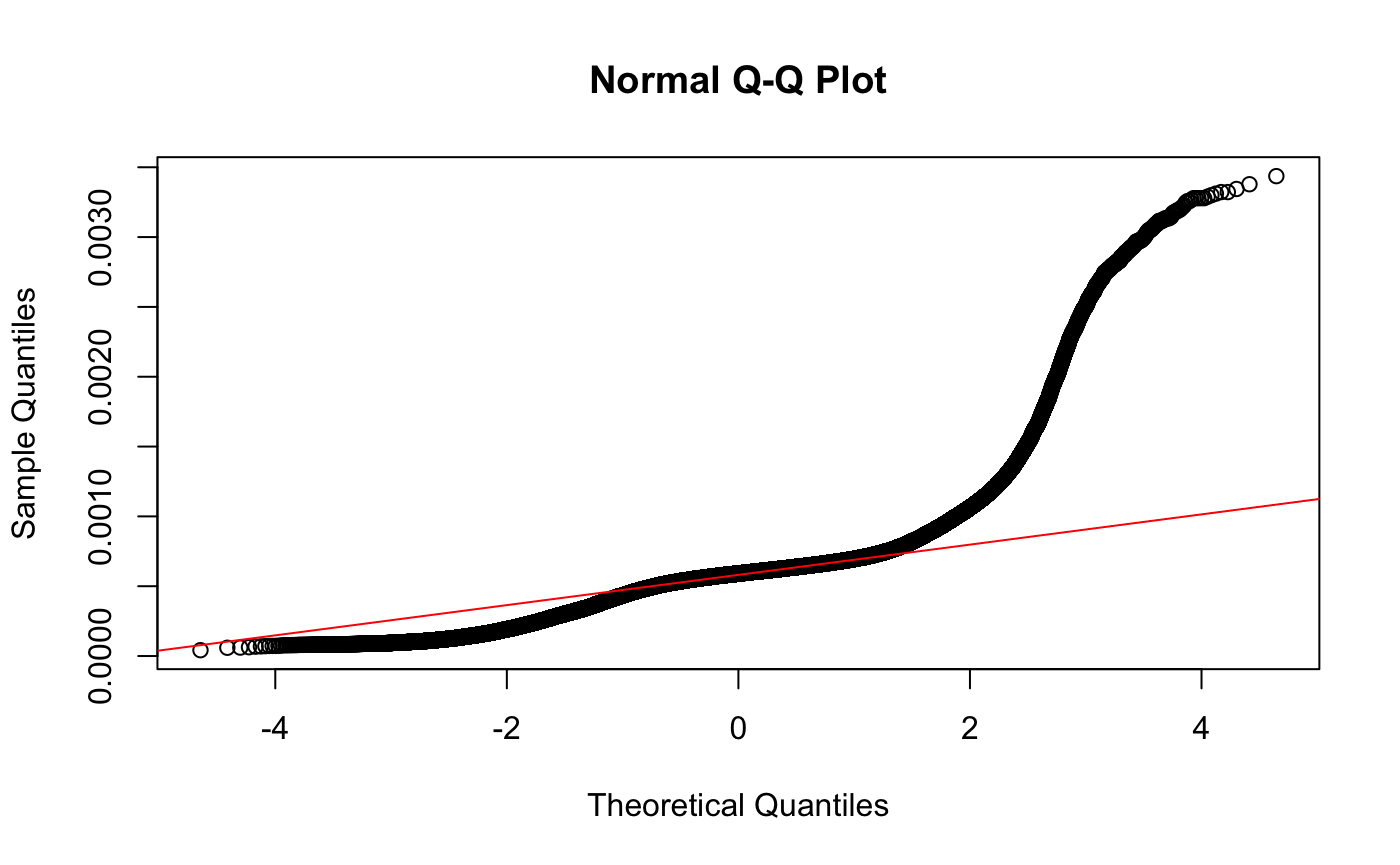 Normal Q-Q Plot
Sample Quantiles
0.0030
0.0020
0.0010
0.0000
-4 -2 0 2 4
Theoretical Quantiles